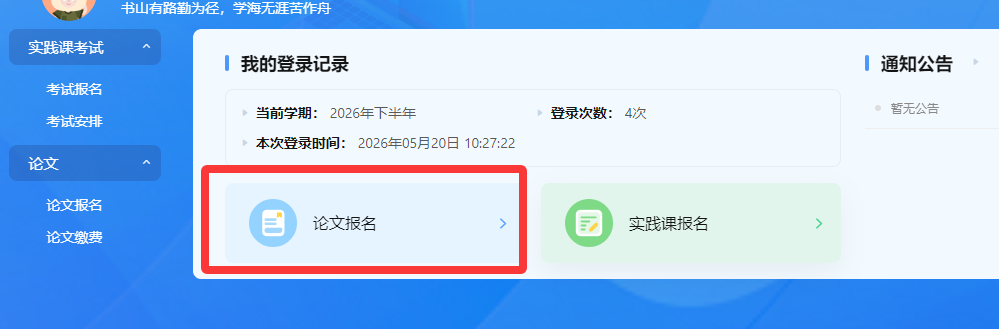 书山有路勤为径，学海无涯苦作舟
实践课考试
考试报名
考试安排
论文
论文报名
论文缴费
我的登录记录
当前学期： 2026年下半年
登录次数： 4次
本次登录时间： 2026年05月20日 10:27:22
论文报名
实践课报名
通知公告
暂无公告